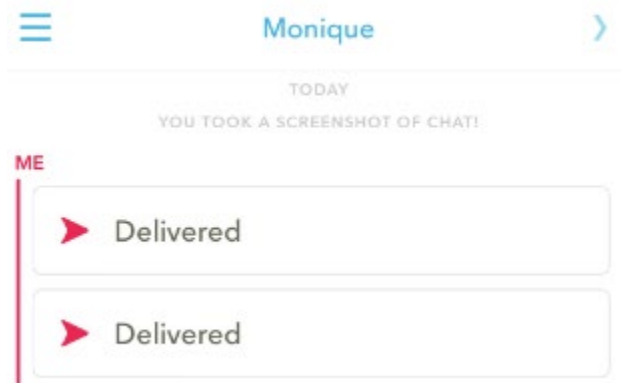 Monique
TODAY
YOU TOOK A SCREENSHOT OF CHAT!
ME
Delivered
Delivered